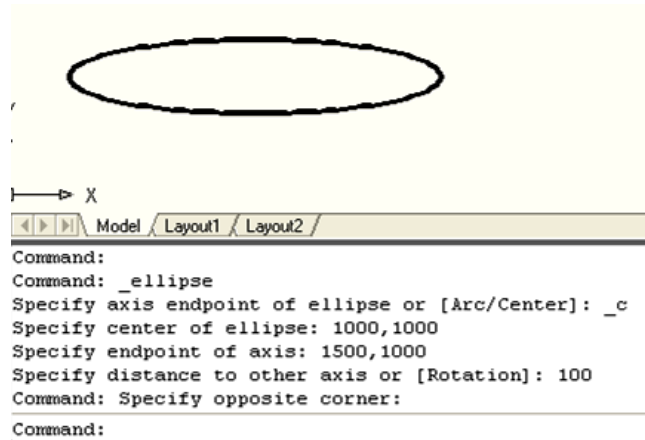 X
Model / Layout1 / Layout2 /
Command:
Command: _ellipse
Specify axis endpoint of ellipse or [Arc/Center]: _c
Specify center of ellipse: 1000,1000
Specify endpoint of axis: 1500,1000
Specify distance to other axis or [Rotation]: 100
Command: Specify opposite corner:
Command: